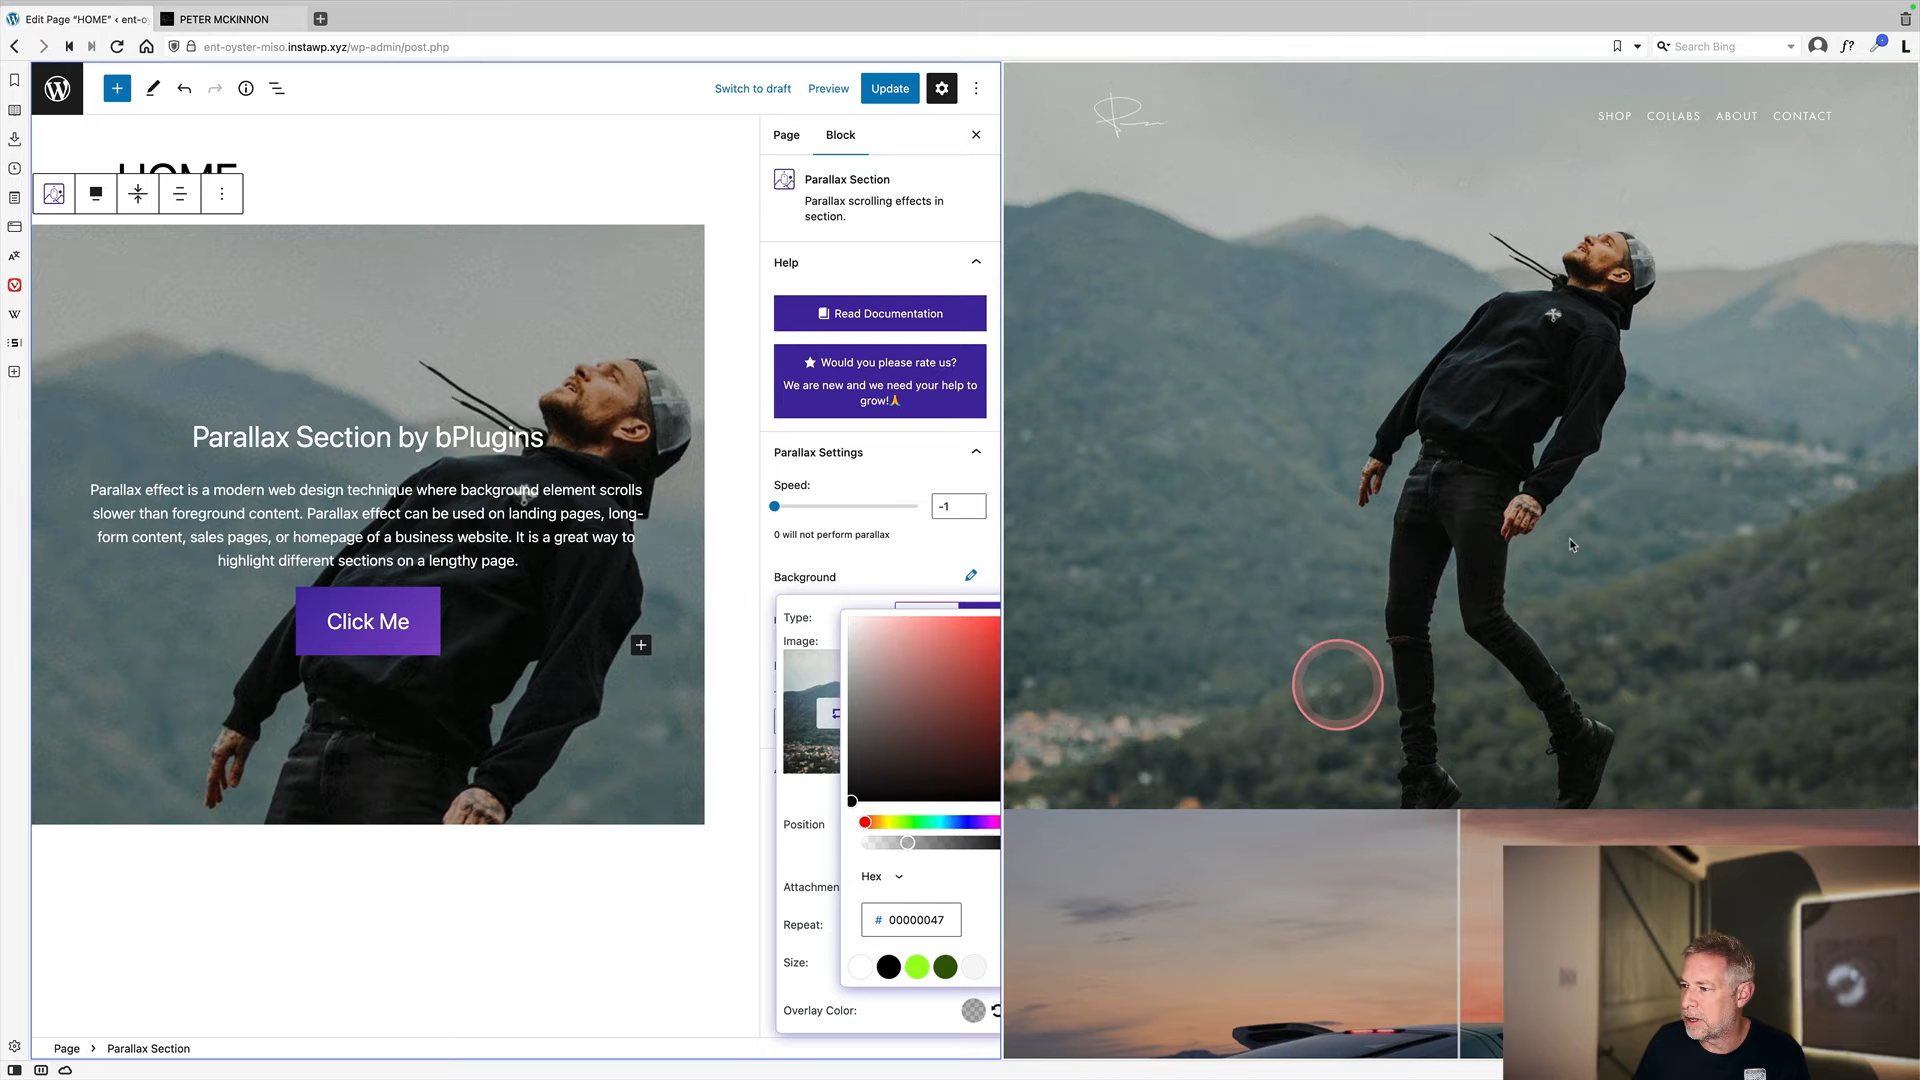 Edit Page “HOME” ‹ ent-oy
PETER MCKINNON
ent-oyster-miso.instawp.xyz/wp-admin/post.php
Search Bing
f?
L
Switch to draft
Preview
Update
Page
Block
HOME
Parallax Section
Parallax scrolling effects in
section.
Help
Read Documentation
Would you please rate us?
We are new and we need your help to
grow!
Parallax Settings
Speed:
-1
0 will not perform parallax
Background
Type:
Image:
Position
Attachmen
Repeat:
Size:
Overlay Color:
Hex
# 00000047
Parallax Section by bPlugins
Parallax effect is a modern web design technique where background element scrolls
slower than foreground content. Parallax effect can be used on landing pages, long-
form content, sales pages, or homepage of a business website. It is a great way to
highlight different sections on a lengthy page.
Click Me
Page > Parallax Section
SHOP
COLLABS
ABOUT
CONTACT